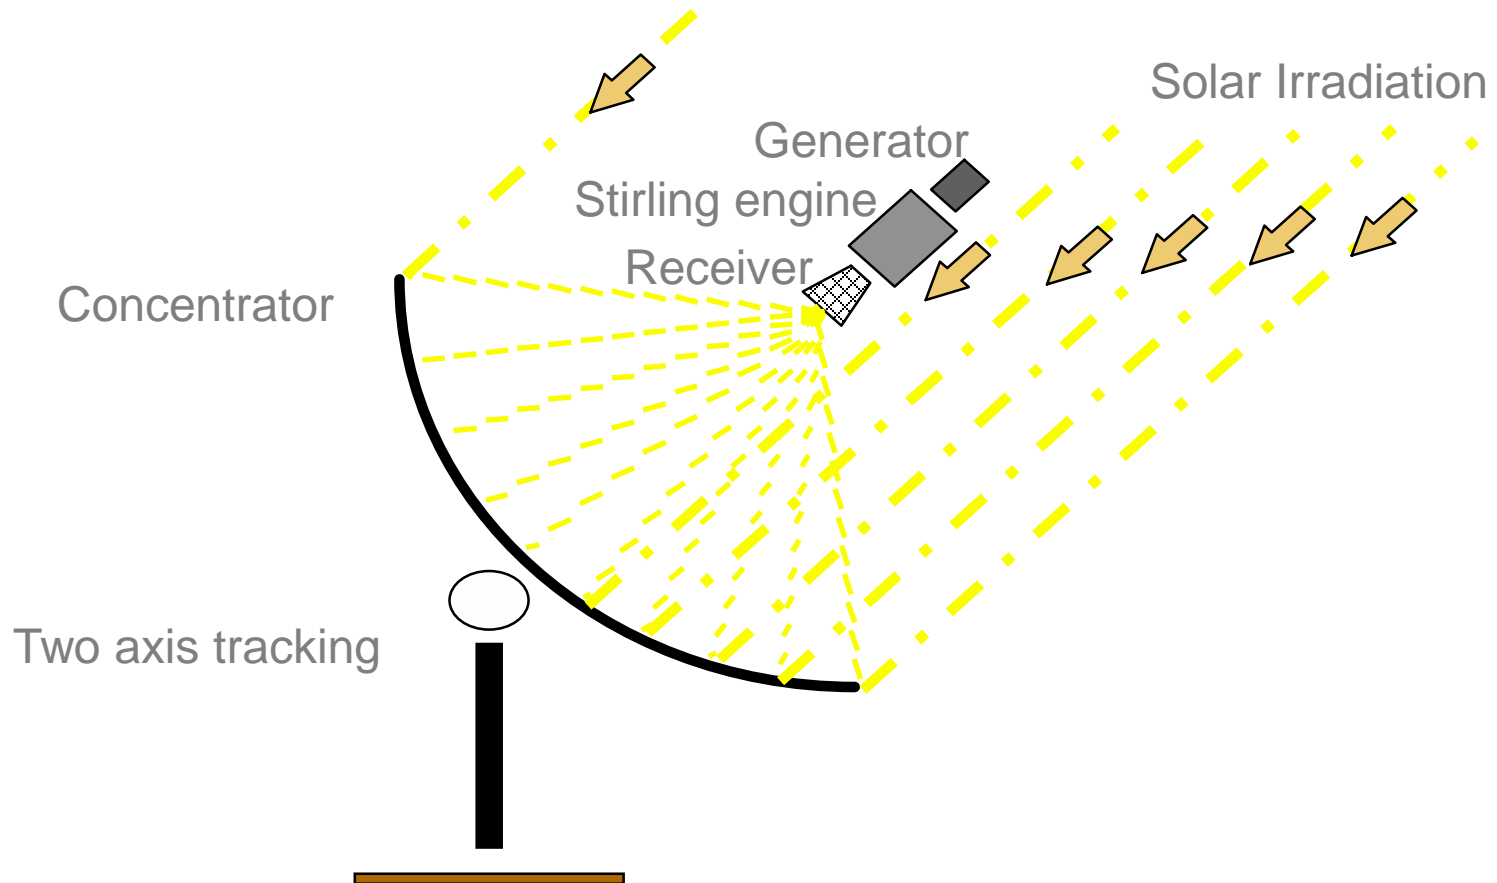 Solar Irradiation
Generator
Stirling engine
Receiver
Concentrator
Two axis tracking